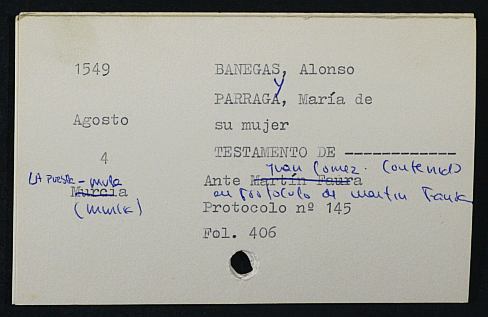 1549
BANEGAS, Alonso
y
PARRAGA, María de
Agosto
su mujer
4
TESTAMENTO DE ------------
Juan Gomez. Contenido
LA PUEBLA - mula
Ante Martín Faura
Murcia
en Protocolo de Martin Faura
(Murcia)
Protocolo nº 145
Fol. 406